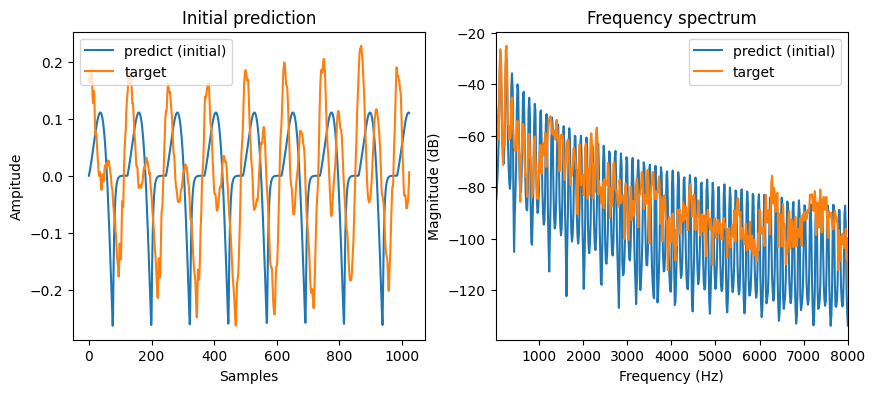 Initial prediction
predict (initial)
target
0.2
0.1
0.0
−0.1
−0.2
Ampitude
0
200
400
600
800
1000
Samples
Frequency spectrum
predict (initial)
target
−20
−40
−60
−80
−100
−120
Magnitude (dB)
1000
2000
3000
4000
5000
6000
7000
8000
Frequency (Hz)